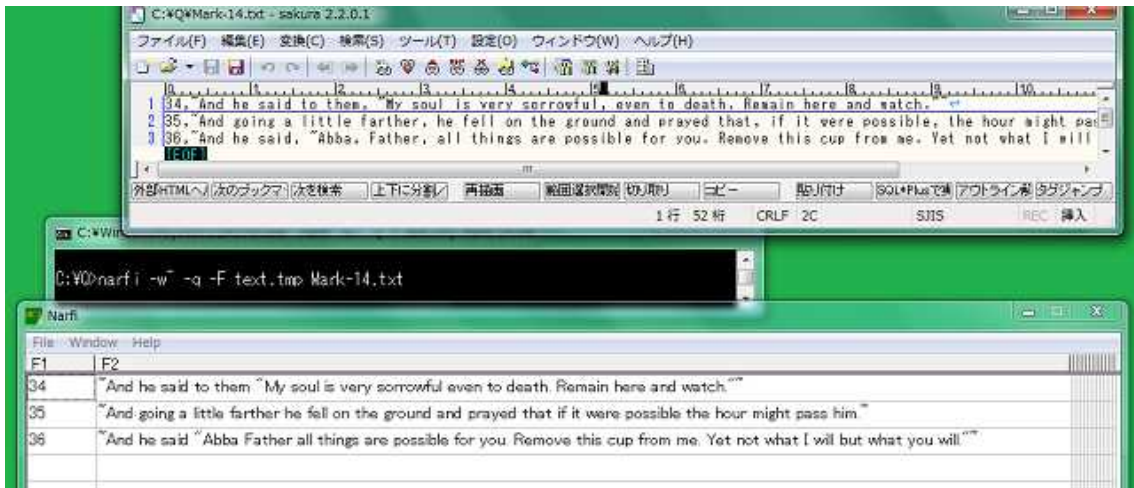 C:¥Q¥Mark-14.txt - sakura 2.2.0.1
ファイル(F) 編集(E) 変換(C) 検索(S) ツール(T) 設定(O) ウィンドウ(W) ヘルプ(H)
1 34,~And he said to them, ~My soul is very sorrowful, even to death. Remain here and watch.~~
2 35,~And going a little farther, he fell on the ground and prayed that, if it were possible, the hour might pas
3 36,~And he said, ~Abba, Father, all things are possible for you. Remove this cup from me. Yet not what I will
[EOF]
外部HTMLへ 次のブックマ 次を検索 上下に分割/ 再描画 範囲選択開始 切り取り コピー 貼り付け SQL*Plusで実 アウトライン解 タグジャンプ
1 行 52 桁 CRLF 2C SJIS REC 挿入
C:¥Win
C:¥Q>narfi -w~ -q -F text.tmp Mark-14.txt
Narfi
File Window Help
F1 F2
34 ~And he said to them ~My soul is very sorrowful even to death. Remain here and watch.~~
35 ~And going a little farther he fell on the ground and prayed that if it were possible the hour might pass him.~
36 ~And he said ~Abba Father all things are possible for you. Remove this cup from me. Yet not what I will but what you will.~~